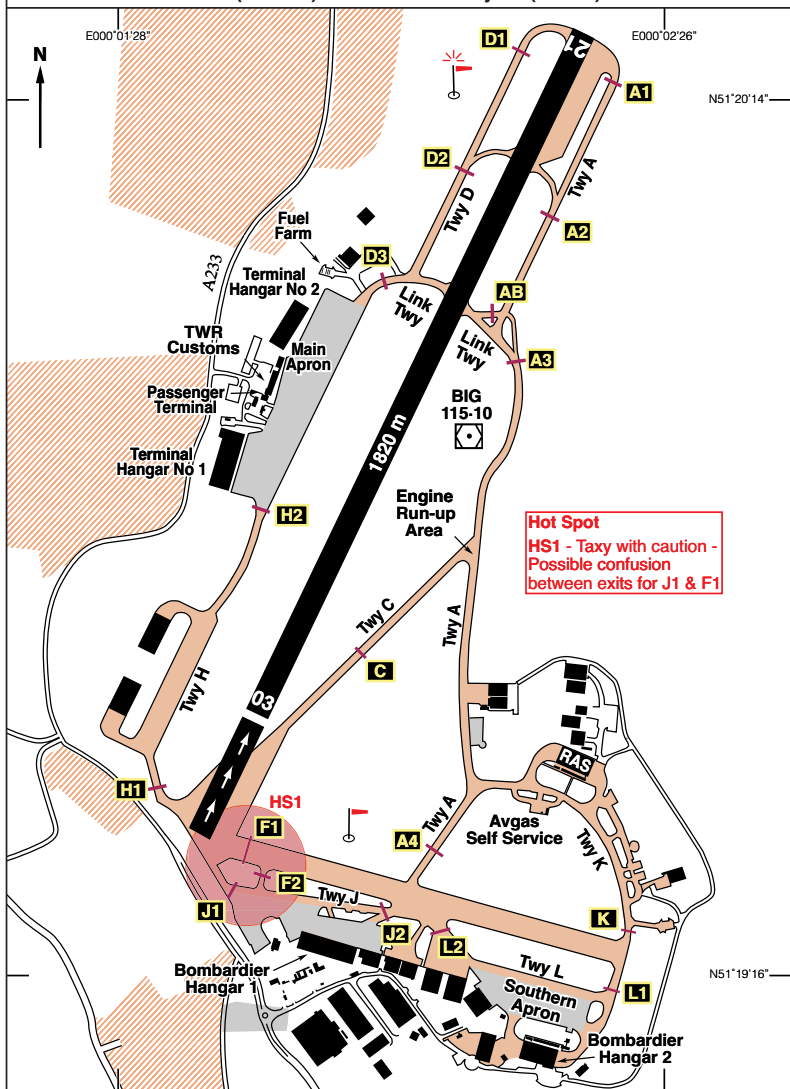 E000°01'28"
E000°02'26"
N
N51°20'14"
D1
21
A1
D2
Twy D
Twy A
A2
Fuel
Farm
D3
A233
Terminal
Hangar No 2
Link
Twy
AB
TWR
Customs
Main
Apron
Link
Twy
A3
Passenger
Terminal
BIG
115·10
1820 m
Terminal
Hangar No 1
H2
Engine
Run-up
Area
Hot Spot
HS1 - Taxy with caution -
Possible confusion
between exits for J1 & F1
Twy C
Twy A
C
Twy H
03
RAS
H1
HS1
F1
A4
Twy A
Avgas
Self Service
Twy K
F2
J1
Twy J
J2
L2
K
Bombardier
Hangar 1
Twy L
N51°19'16"
Southern
Apron
L1
Bombardier
Hangar 2